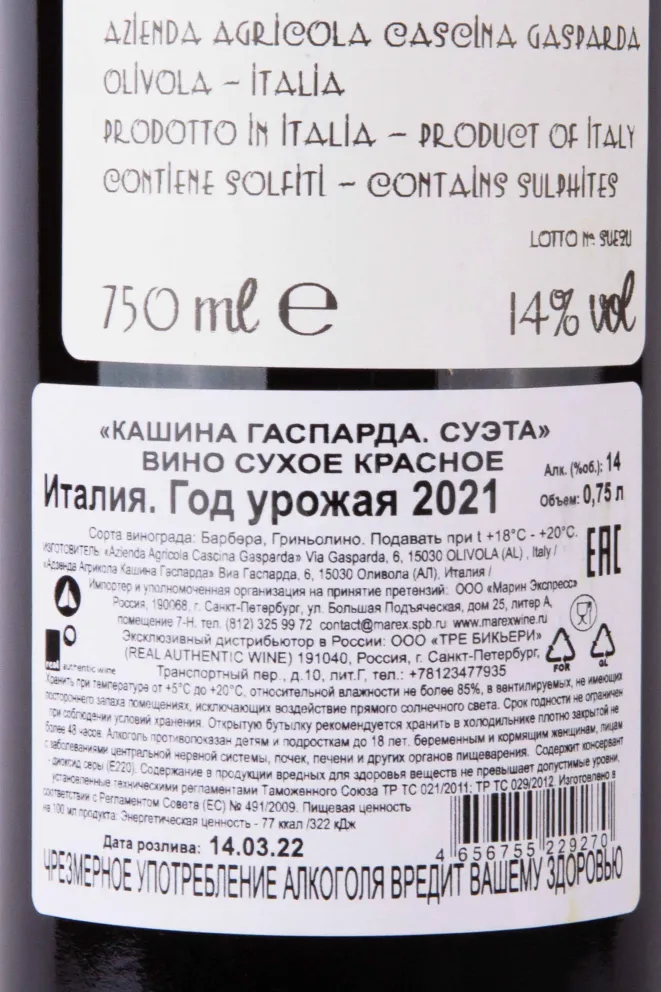 AZIENDA AGRICOLA CASCINA GASPARDA
OLIVOLA – ITALIA
PRODOTTO IN ITALIA – PRODUCT OF ITALY
CONTIENE SOLFITI – CONTAINS SULPHITES
LOTTO No SUE2U
750 ml e 14% vol
«КАШИНА ГАСПАРДА. СУЭТА»
ВИНО СУХОЕ КРАСНОЕ
Алк. (%об.): 14
Италия. Год урожая 2021
Объем: 0,75 л
Сорта винограда: Барбера, Гриньолино. Подавать при t +18°C - +20°C.
ИЗГОТОВИТЕЛЬ: «Azienda Agricola Cascina Gasparda» Via Gasparda, 6, 15030 OLIVOLA (AL) , Italy /
«Адзенда Агрикола Кашина Гаспарда» Виа Гаспарда, 6, 15030 Оливола (АЛ), Италия /
EAC
Импортер и уполномоченная организация на принятие претензий: ООО «Марин Экспресс»
Россия, 190068, г. Санкт-Петербург, ул. Большая Подъяческая, дом 25, литер А,
помещение 7-Н. тел. (812) 325 99 72 contact@marex.spb.ru www.marexwine.ru
Эксклюзивный дистрибьютор в России: ООО «ТРЕ БИКЬЕРИ»
(REAL AUTHENTIC WINE) 191040, Россия, г. Санкт-Петербург,
real authentic wine
Транспортный пер., д.10, лит.Г, тел.: +78123477935
FOR
GL
Хранить при температуре от +5°C до +20°C, относительной влажности не более 85%, в вентилируемых, не имеющих
постороннего запаха помещениях, исключающих воздействие прямого солнечного света. Срок годности не ограничен
при соблюдении условий хранения. Открытую бутылку рекомендуется хранить в холодильнике плотно закрытой не
более 48 часов. Алкоголь противопоказан детям и подросткам до 18 лет, беременным и кормящим женщинам, лицам
с заболеваниями центральной нервной системы, почек, печени и других органов пищеварения. Содержит консервант
- диоксид серы (Е220). Содержание в продукции вредных для здоровья веществ не превышает допустимые уровни,
установленные техническими регламентами Таможенного Союза ТР ТС 021/2011; ТР ТС 029/2012. Изготовлено в
соответствии с Регламентом Совета (ЕС) № 491/2009. Пищевая ценность
на 100 мл продукта: Энергетическая ценность - 77 ккал /322 кДж
Дата розлива: 14.03.22
4 656755 229270
ЧРЕЗМЕРНОЕ УПОТРЕБЛЕНИЕ АЛКОГОЛЯ ВРЕДИТ ВАШЕМУ ЗДОРОВЬЮ